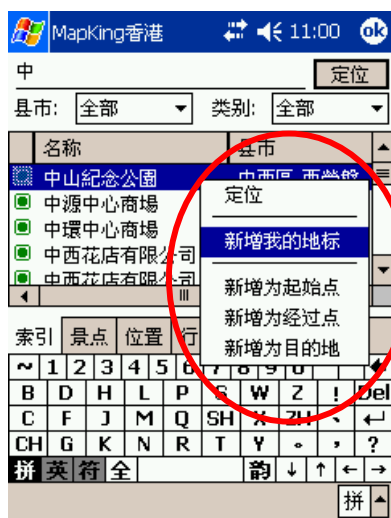 MapKing香港 11:00 ok
中 定位
县市: 全部 类别: 全部
名称 县市
中山紀念公園 中西區 西營盤
定位
中源中心商場
中環中心商場
新增我的地标
中西花店有限公司
新增为起始点
中西花店有限公司
新增为经过点
新增为目的地
索引 景点 位置 行
~ 1 2 3 4 5 6 7 8 9 0
B D H L P S W Z ! Del
C F J M Q SH X ZH 、 ↵
CH G K N R T Y 。 , ?
拼 英 符 全 韵 ↓ ↑ ← →
拼